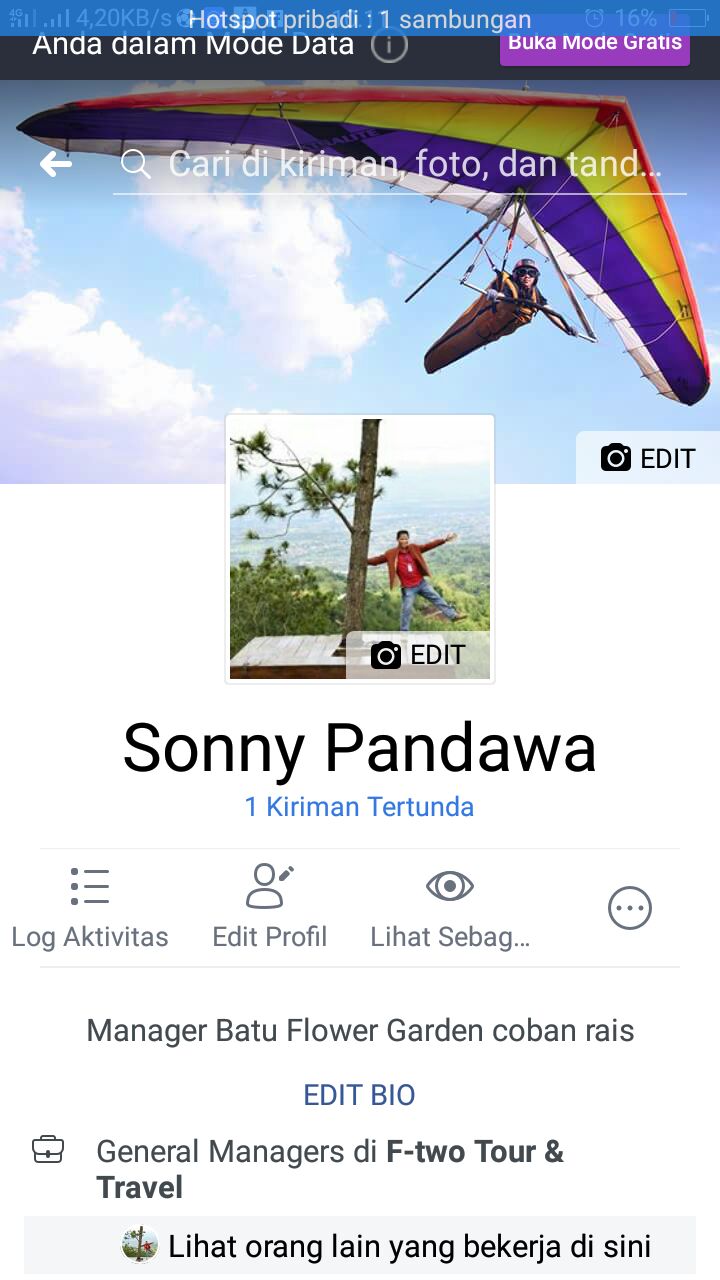 4,20KB/s
Hotspot pribadi : 1 sambungan
16%
Anda dalam Mode Data
Buka Mode Gratis
Cari di kiriman, foto, dan tand...
EDIT
EDIT
Sonny Pandawa
1 Kiriman Tertunda
Log Aktivitas
Edit Profil
Lihat Sebag...
Manager Batu Flower Garden coban rais
EDIT BIO
General Managers di F-two Tour &
Travel
Lihat orang lain yang bekerja di sini